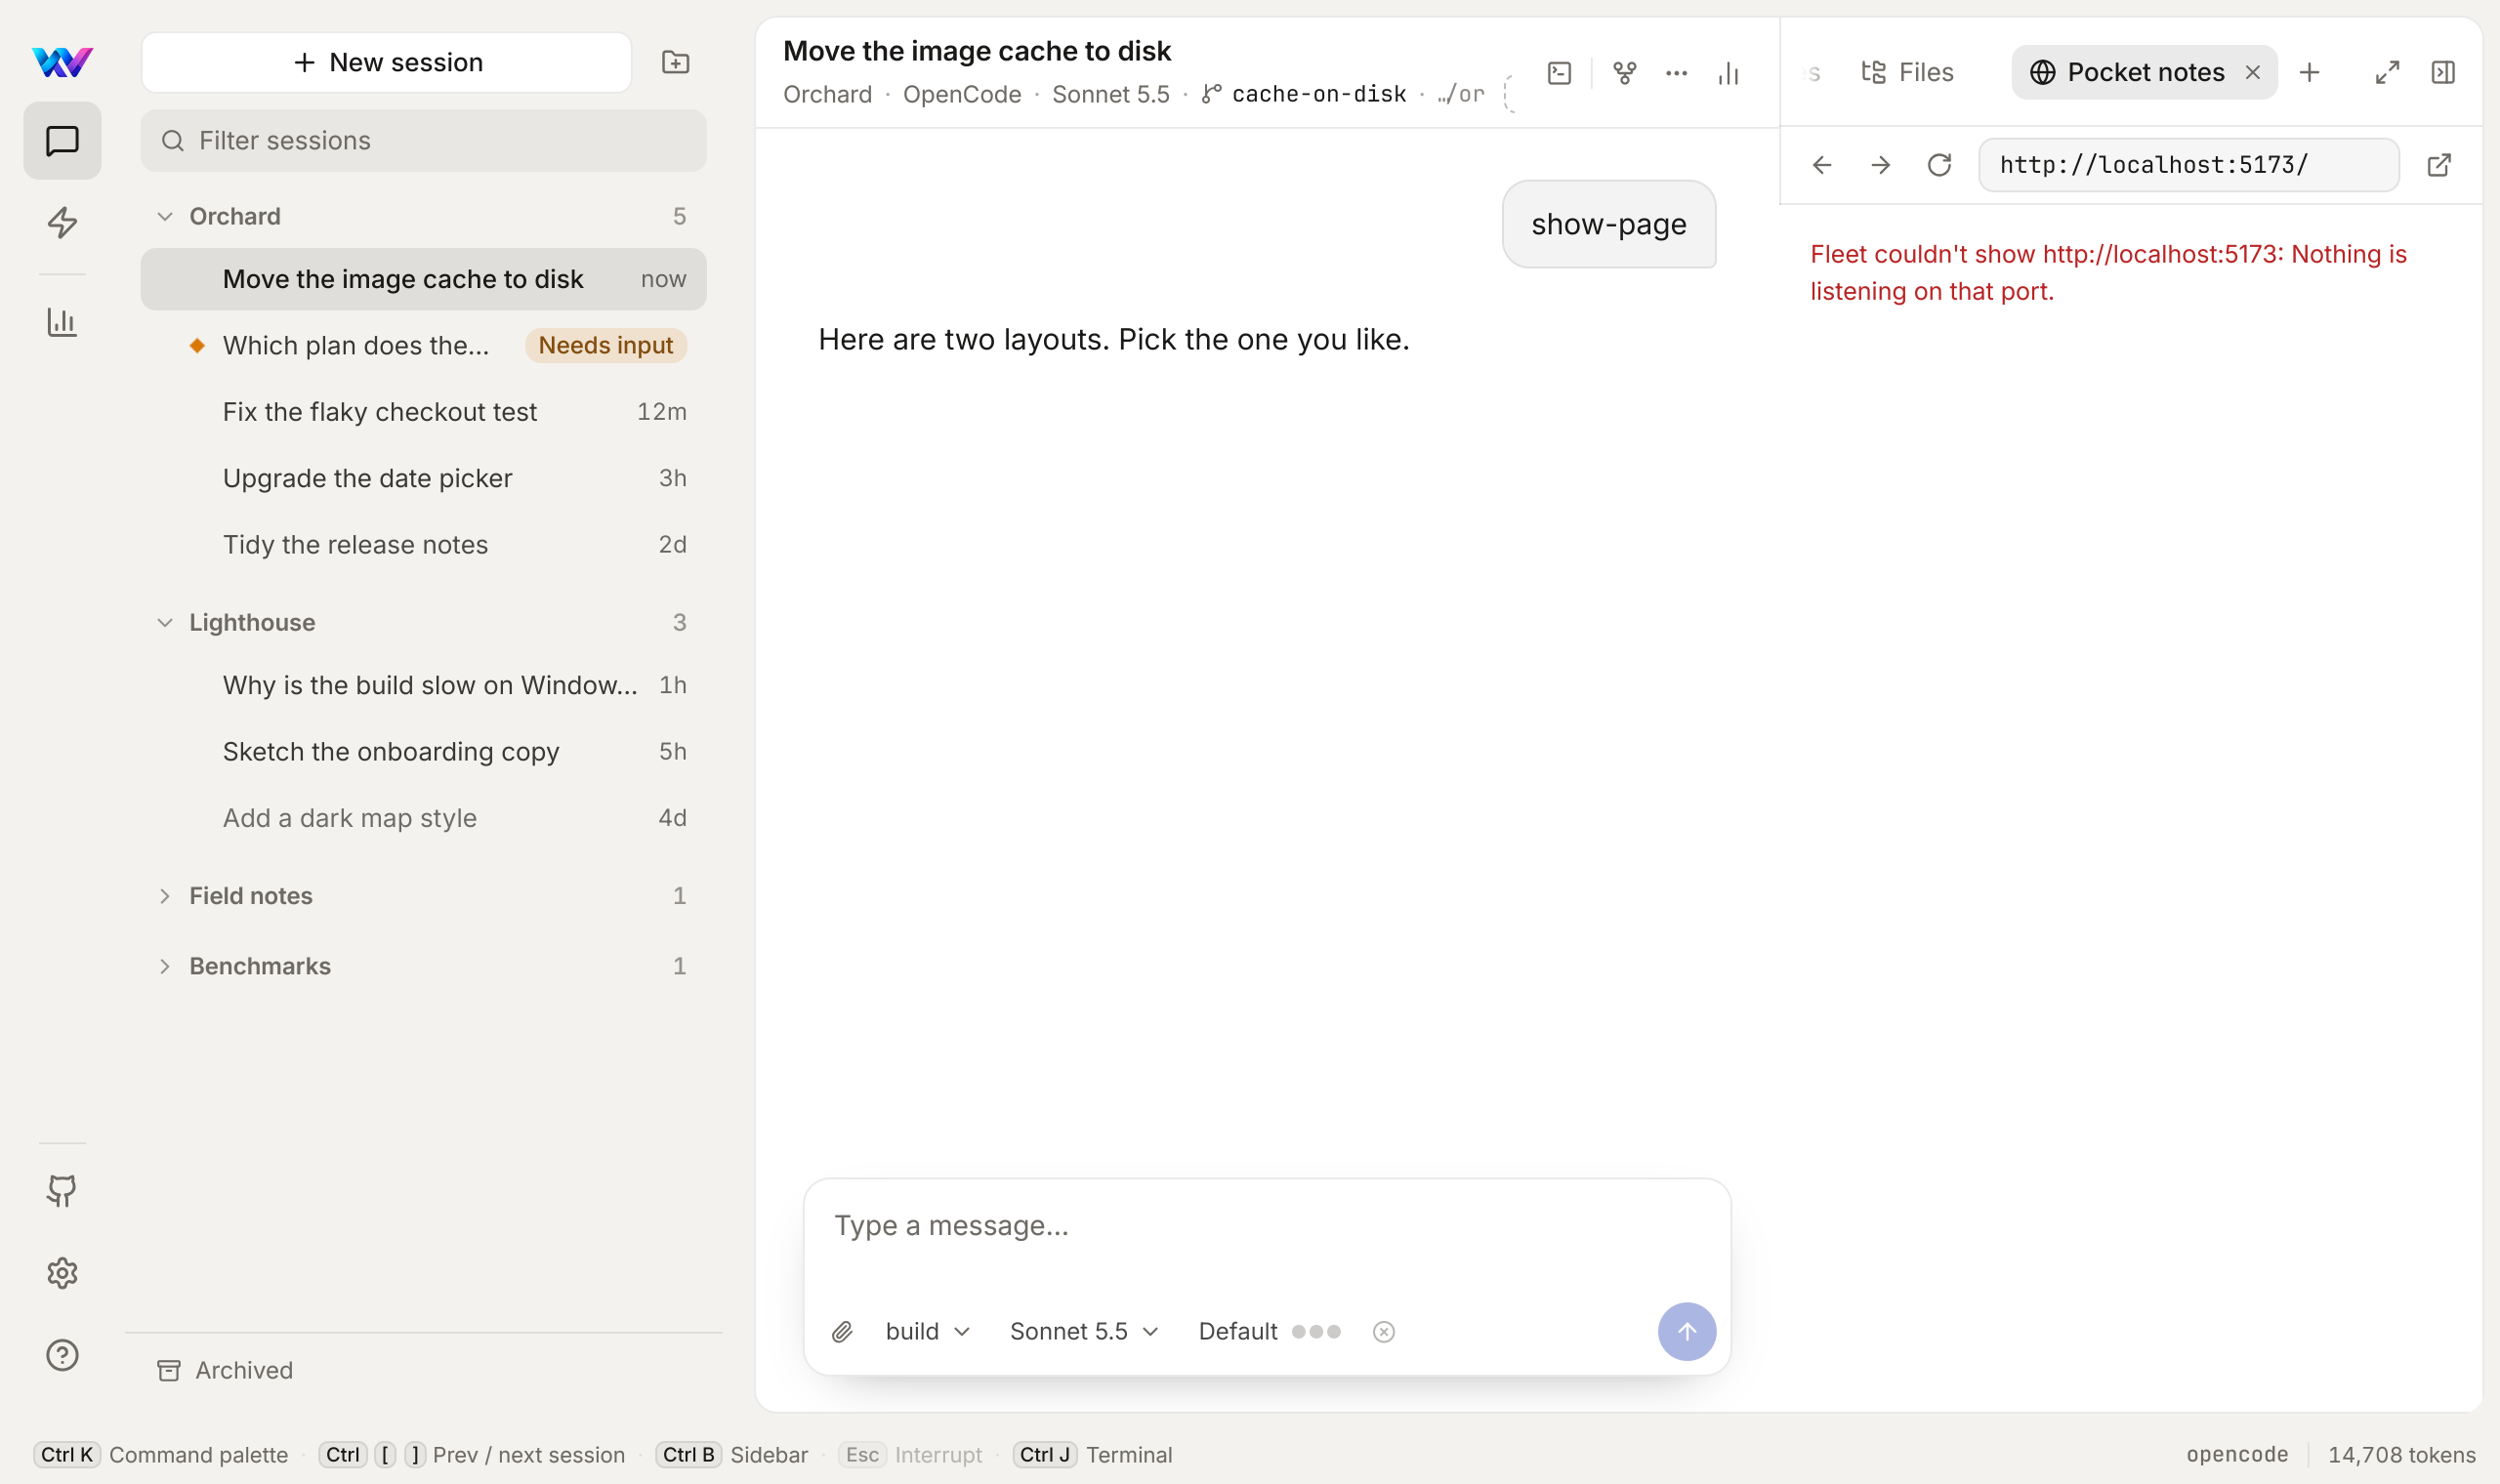 New session
Filter sessions
Orchard 5
Move the image cache to disk now
Which plan does the... Needs input
Fix the flaky checkout test 12m
Upgrade the date picker 3h
Tidy the release notes 2d
Lighthouse 3
Why is the build slow on Window... 1h
Sketch the onboarding copy 5h
Add a dark map style 4d
Field notes 1
Benchmarks 1
Archived
Move the image cache to disk
Orchard · OpenCode · Sonnet 5.5 · cache-on-disk · …/or
show-page
Here are two layouts. Pick the one you like.
Type a message...
build Sonnet 5.5 Default
s Files Pocket notes
http://localhost:5173/
Fleet couldn't show http://localhost:5173: Nothing is
listening on that port.
Ctrl K Command palette · Ctrl [ ] Prev / next session · Ctrl B Sidebar · Esc Interrupt · Ctrl J Terminal
opencode 14,708 tokens